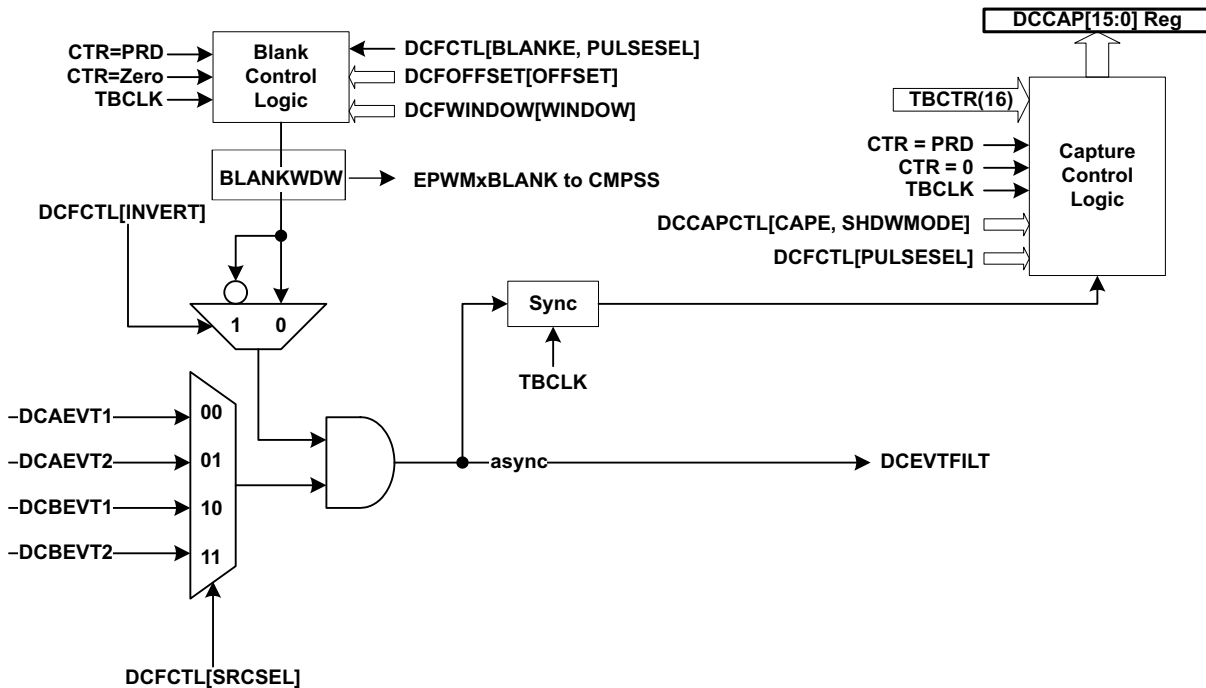 DCCAP[15:0] Reg
CTR=PRD
CTR=Zero
TBCLK
Blank
Control
Logic
DCFCTL[BLANKE, PULSESEL]
DCFOFFSET[OFFSET]
DCFWINDOW[WINDOW]
TBCTR(16)
CTR = PRD
CTR = 0
TBCLK
Capture
Control
Logic
BLANKWDW
EPWMxBLANK to CMPSS
DCFCTL[INVERT]
DCCAPCTL[CAPE, SHDWMODE]
DCFCTL[PULSESEL]
1 0
Sync
TBCLK
–DCAEVT1
–DCAEVT2
–DCBEVT1
–DCBEVT2
00
01
10
11
async
DCEVTFILT
DCFCTL[SRCSEL]